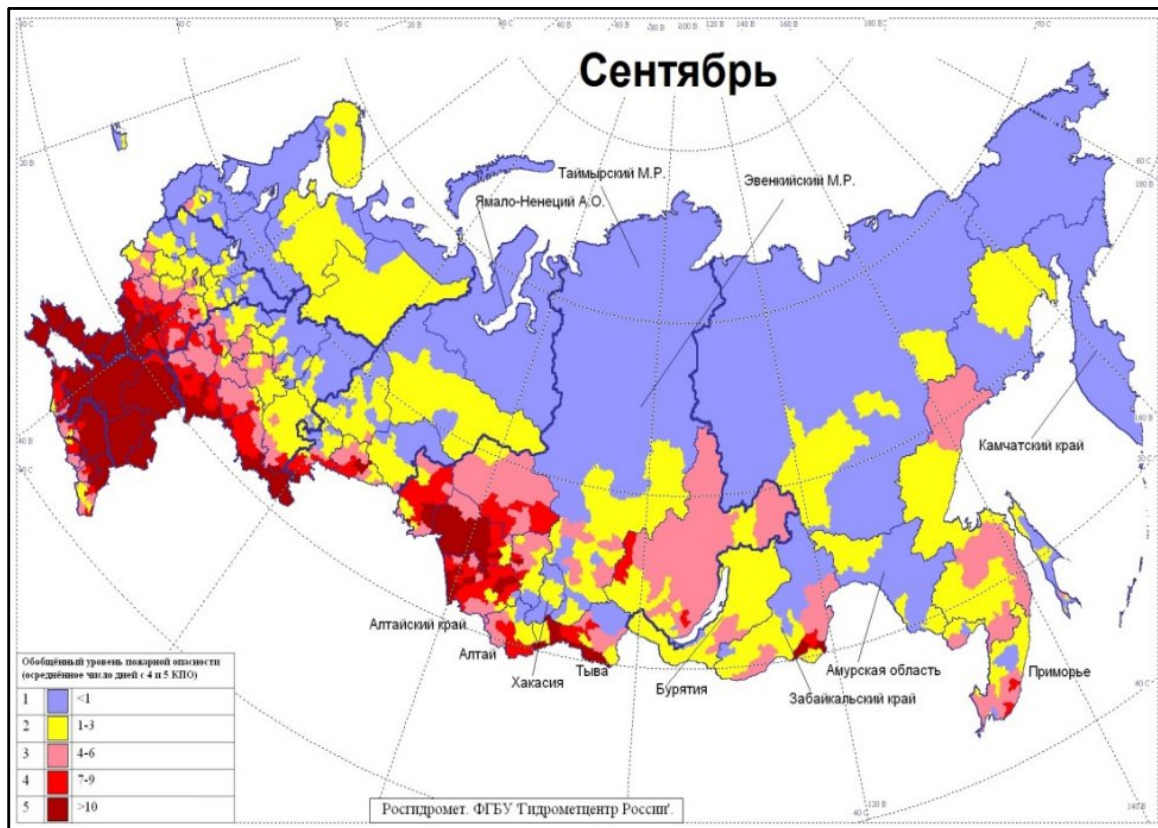 Сентябрь
Таймырский М.Р.
Эвенкийский М.Р.
Ямало-Ненеций А.О.
Камчатский край
Алтайский край
Алтай
Хакасия
Тыва
Бурятия
Забайкальский край
Амурская область
Приморье
Обобщённый уровень пожарной опасности
(осреднённое число дней с 4 и 5 КПО)
1 <1
2 1-3
3 4-6
4 7-9
5 >10
Росгидромет. ФГБУ 'Гидрометцентр России'.